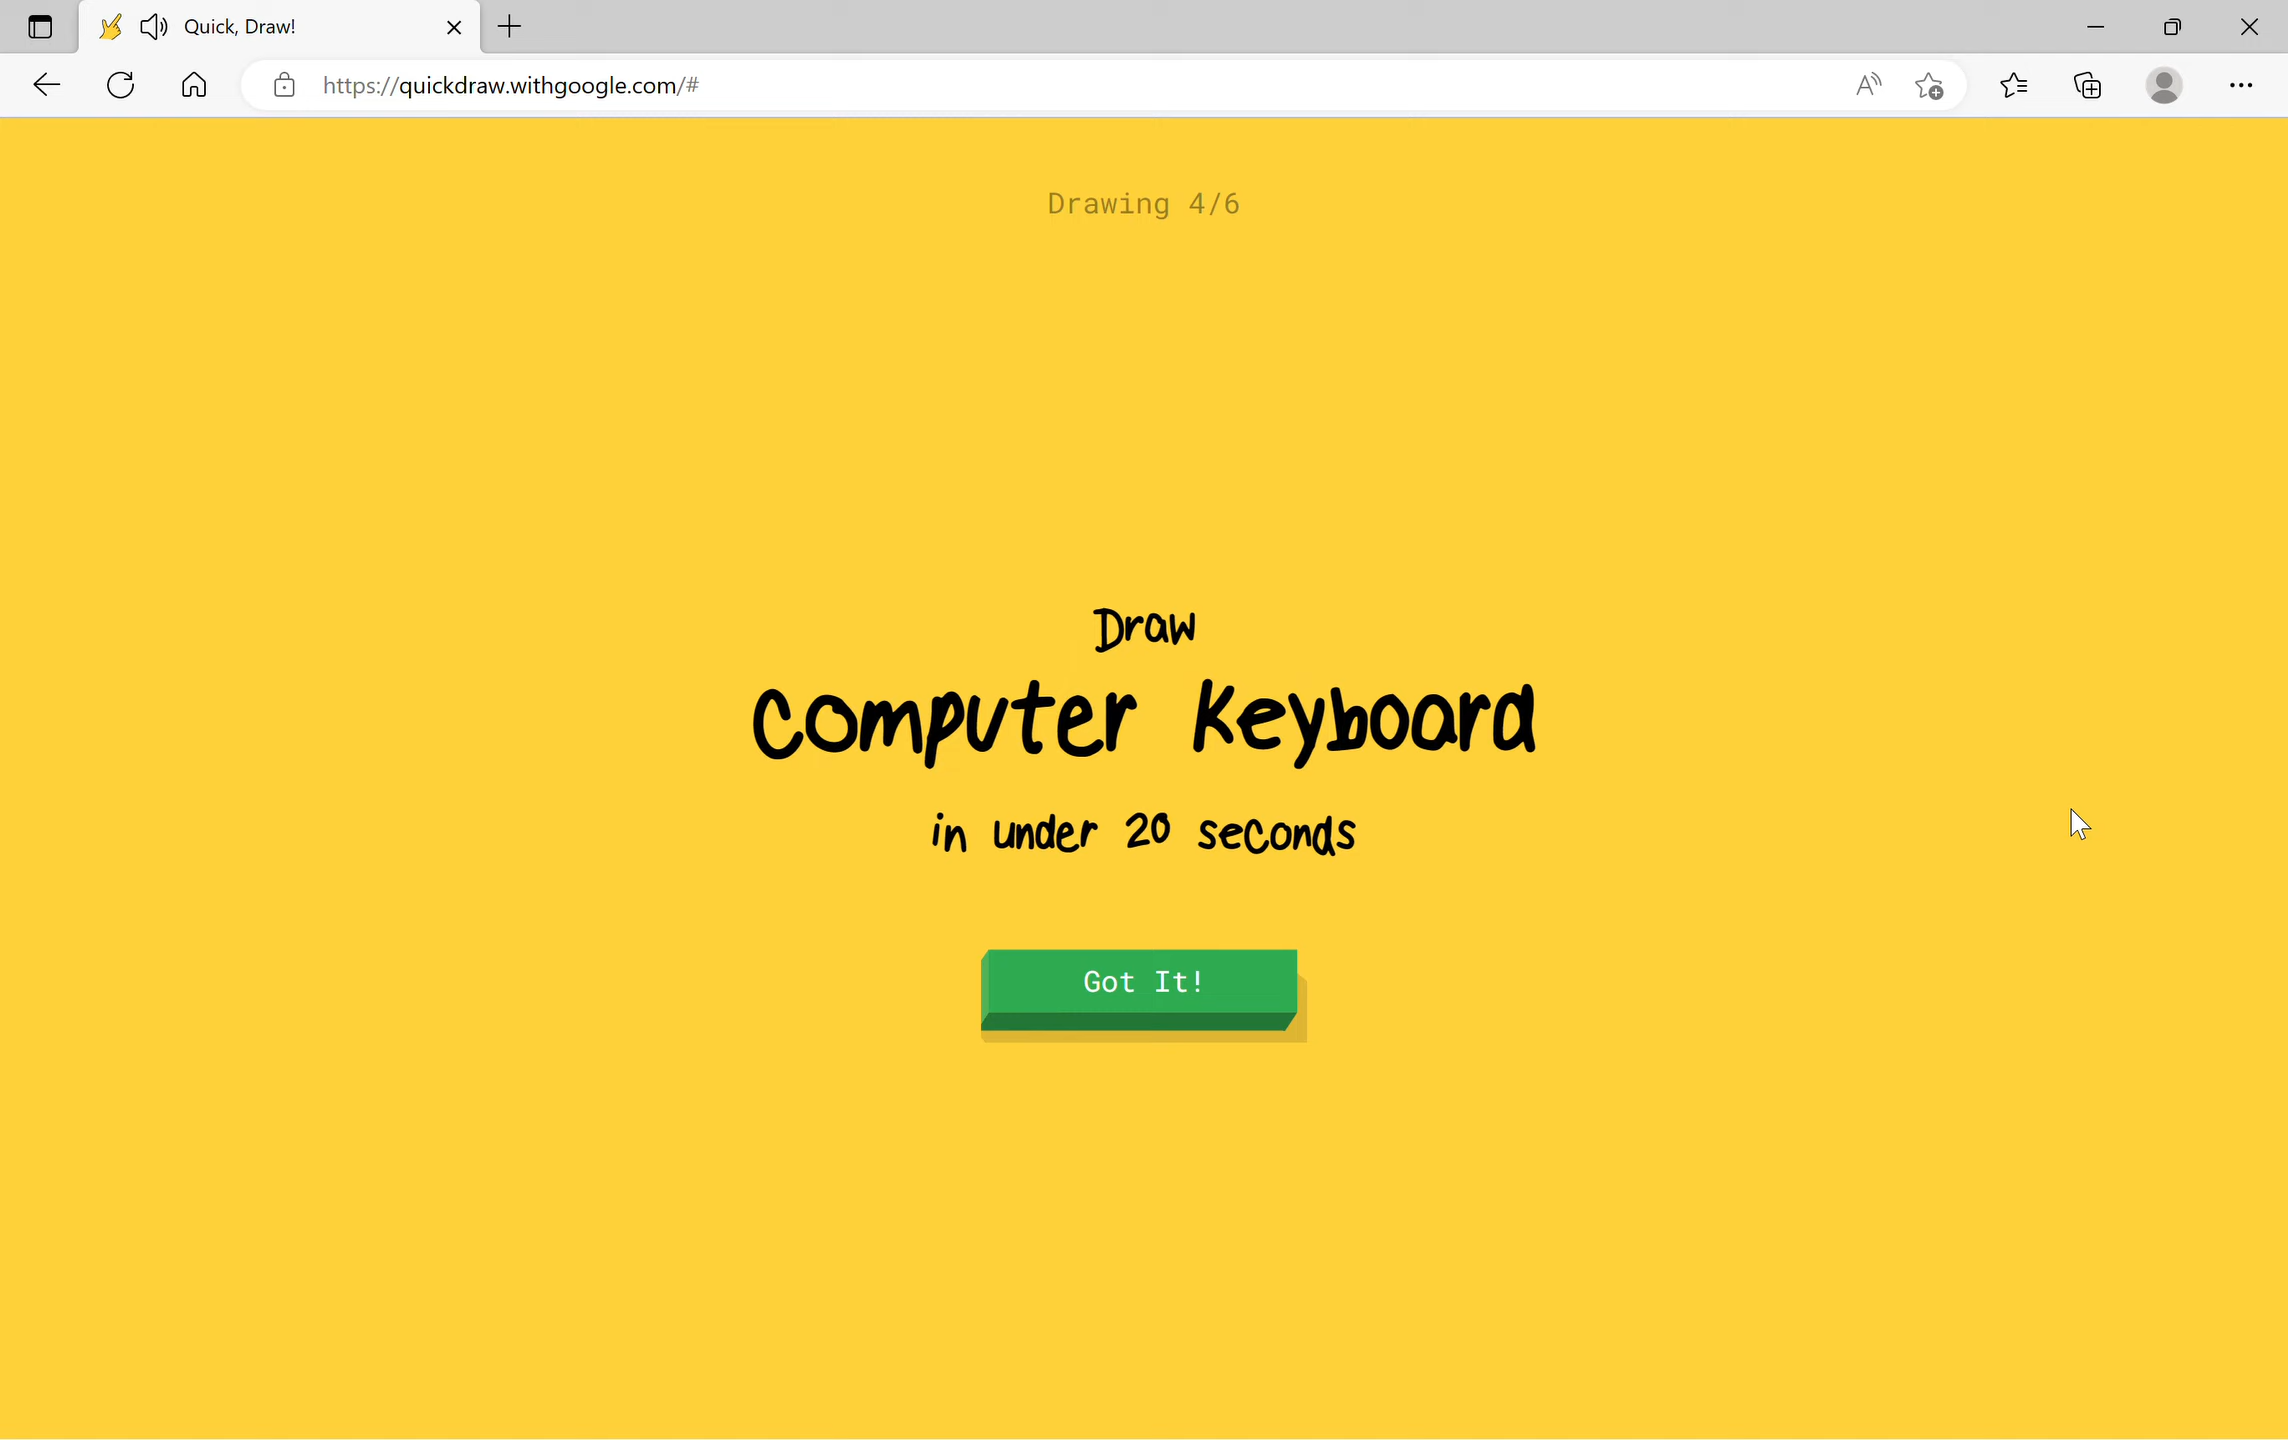 Quick, Draw!
https://quickdraw.withgoogle.com/#
Drawing 4/6
Draw
computer keyboard
in under 20 seconds
Got It!